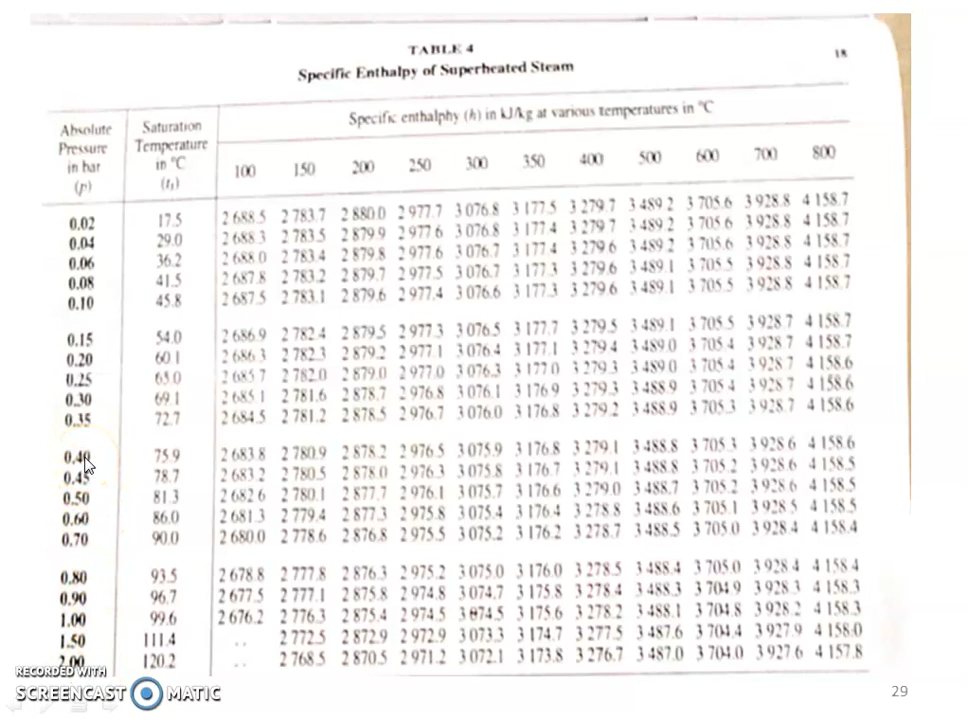 TABLE 4
18
Specific Enthalpy of Superheated Steam
Absolute Pressure in bar (p) Saturation Temperature in °C (ts) Specific enthalphy (h) in kJ/kg at various temperatures in °C
100 150 200 250 300 350 400 500 600 700 800
0.02 17.5 2 688.5 2 783.7 2 880.0 2 977.7 3 076.8 3 177.5 3 279.7 3 489.2 3 705.6 3 928.8 4 158.7
0.04 29.0 2 688.3 2 783.5 2 879.9 2 977.6 3 076.8 3 177.4 3 279.7 3 489.2 3 705.6 3 928.8 4 158.7
0.06 36.2 2 688.0 2 783.4 2 879.8 2 977.6 3 076.7 3 177.4 3 279.6 3 489.2 3 705.6 3 928.8 4 158.7
0.08 41.5 2 687.8 2 783.2 2 879.7 2 977.5 3 076.7 3 177.3 3 279.6 3 489.1 3 705.5 3 928.8 4 158.7
0.10 45.8 2 687.5 2 783.1 2 879.6 2 977.4 3 076.6 3 177.3 3 279.6 3 489.1 3 705.5 3 928.8 4 158.7
0.15 54.0 2 686.9 2 782.4 2 879.5 2 977.3 3 076.5 3 177.7 3 279.5 3 489.1 3 705.5 3 928.7 4 158.7
0.20 60.1 2 686.3 2 782.3 2 879.2 2 977.1 3 076.4 3 177.1 3 279.4 3 489.0 3 705.4 3 928.7 4 158.7
0.25 65.0 2 685.7 2 782.0 2 879.0 2 977.0 3 076.3 3 177.0 3 279.3 3 489.0 3 705.4 3 928.7 4 158.6
0.30 69.1 2 685.1 2 781.6 2 878.7 2 976.8 3 076.1 3 176.9 3 279.3 3 488.9 3 705.4 3 928.7 4 158.6
0.35 72.7 2 684.5 2 781.2 2 878.5 2 976.7 3 076.0 3 176.8 3 279.2 3 488.9 3 705.3 3 928.7 4 158.6
0.40 75.9 2 683.8 2 780.9 2 878.2 2 976.5 3 075.9 3 176.8 3 279.1 3 488.8 3 705.3 3 928.6 4 158.6
0.45 78.7 2 683.2 2 780.5 2 878.0 2 976.3 3 075.8 3 176.7 3 279.1 3 488.8 3 705.2 3 928.6 4 158.5
0.50 81.3 2 682.6 2 780.1 2 877.7 2 976.1 3 075.7 3 176.6 3 279.0 3 488.7 3 705.2 3 928.6 4 158.5
0.60 86.0 2 681.3 2 779.4 2 877.3 2 975.8 3 075.4 3 176.4 3 278.8 3 488.6 3 705.1 3 928.5 4 158.5
0.70 90.0 2 680.0 2 778.6 2 876.8 2 975.5 3 075.2 3 176.2 3 278.7 3 488.5 3 705.0 3 928.4 4 158.4
0.80 93.5 2 678.8 2 777.8 2 876.3 2 975.2 3 075.0 3 176.0 3 278.5 3 488.4 3 705.0 3 928.4 4 158.4
0.90 96.7 2 677.5 2 777.1 2 875.8 2 974.8 3 074.7 3 175.8 3 278.4 3 488.3 3 704.9 3 928.3 4 158.3
1.00 99.6 2 676.2 2 776.3 2 875.4 2 974.5 3 074.5 3 175.6 3 278.2 3 488.1 3 704.8 3 928.2 4 158.3
1.50 111.4 .. 2 772.5 2 872.9 2 972.9 3 073.3 3 174.7 3 277.5 3 487.6 3 704.4 3 927.9 4 158.0
2.00 120.2 .. 2 768.5 2 870.5 2 971.2 3 072.1 3 173.8 3 276.7 3 487.0 3 704.0 3 927.6 4 157.8
RECORDED WITH
SCREENCAST MATIC
29